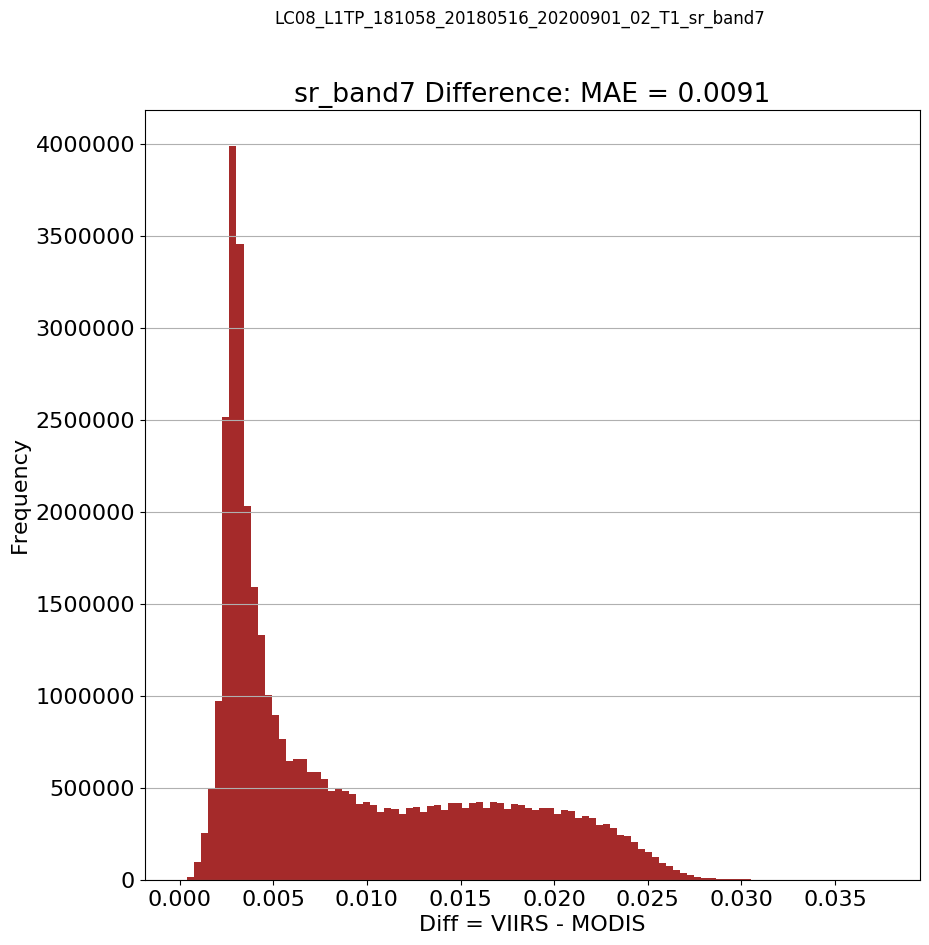 LC08_L1TP_181058_20180516_20200901_02_T1_sr_band7
sr_band7 Difference: MAE = 0.0091
4000000
3500000
3000000
2500000
2000000
1500000
1000000
500000
0
Frequency
0.000 0.005 0.010 0.015 0.020 0.025 0.030 0.035
Diff = VIIRS - MODIS